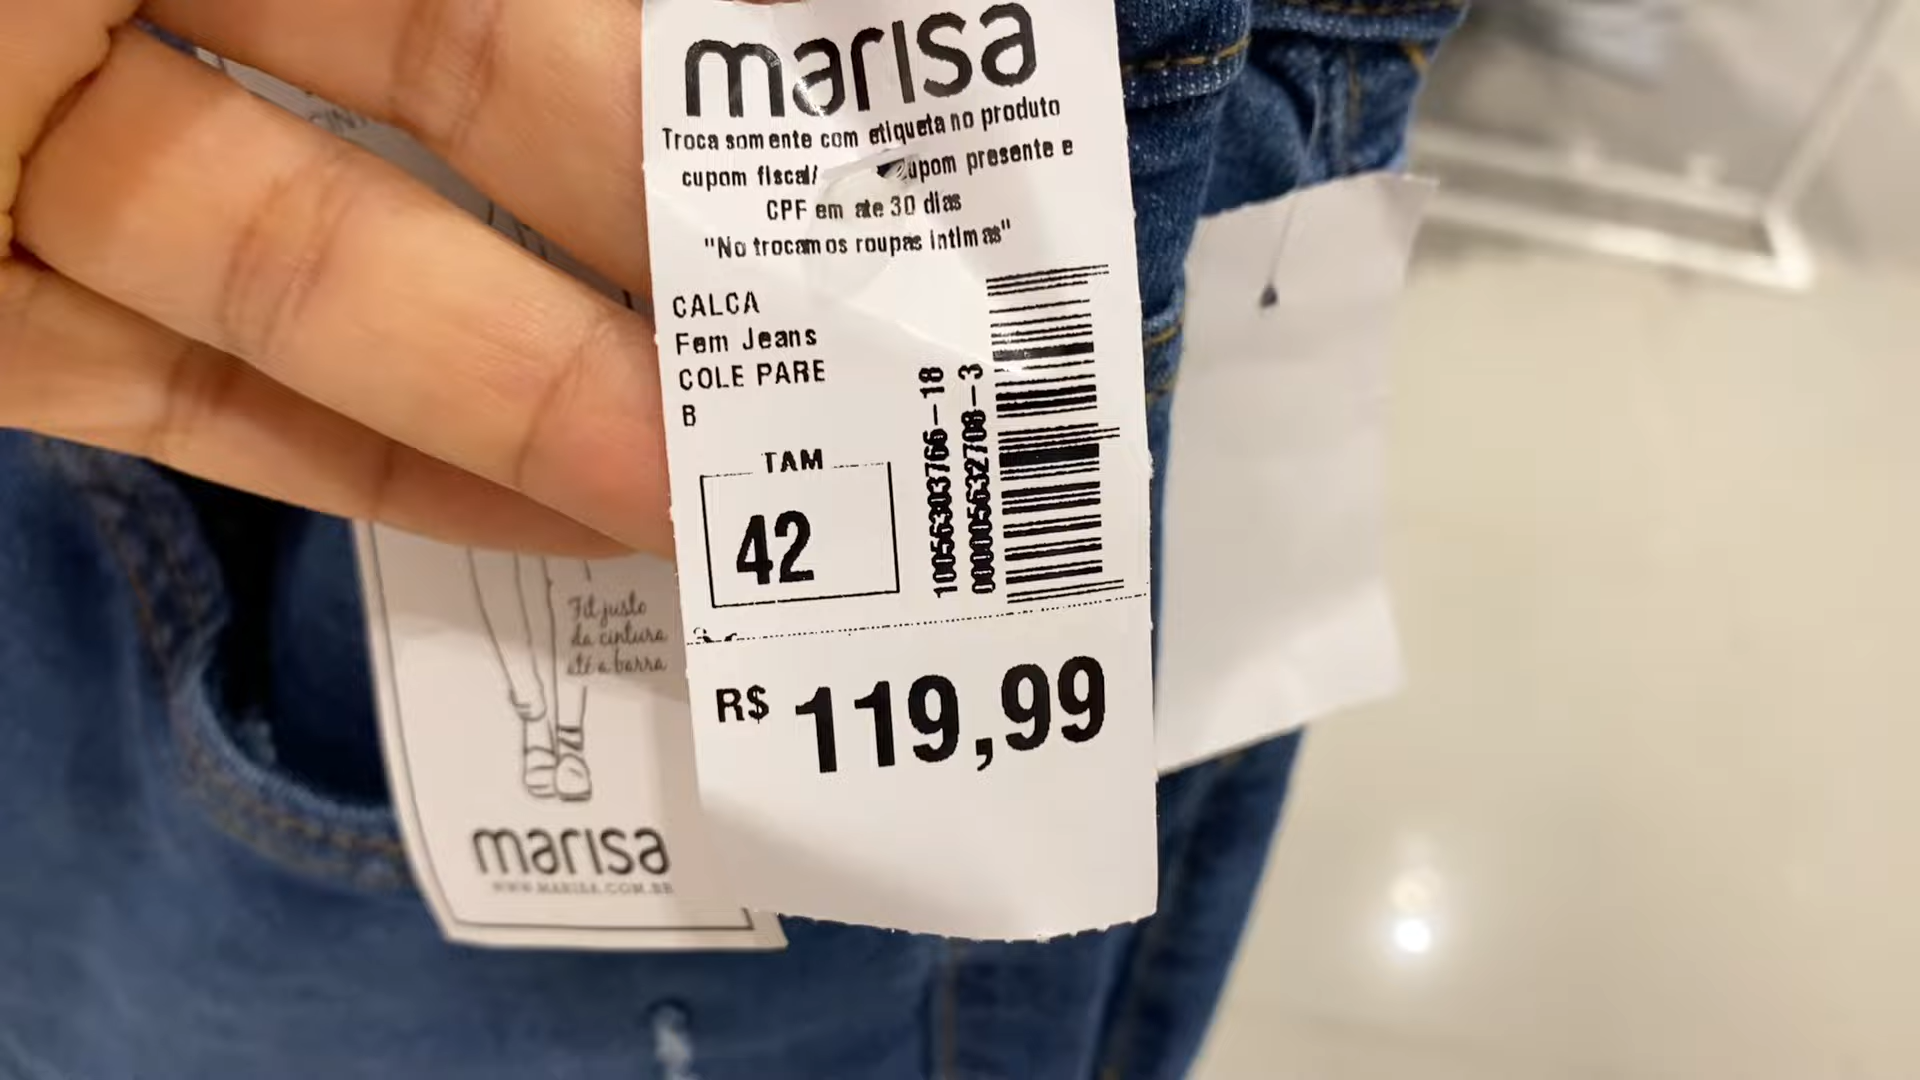 marisa
Troca somente com etiqueta no produto
cupom fiscal/ upom presente e
CPF em ate 30 dias
"No trocamos roupas intimas"
CALCA
Fem Jeans
COLE PARE
B
10056303766-18
0000005632708-3
TAM
42
R$ 119,99
Fit justo
da cintura
até a barra
marisa
WWW.MARISA.COM.BR